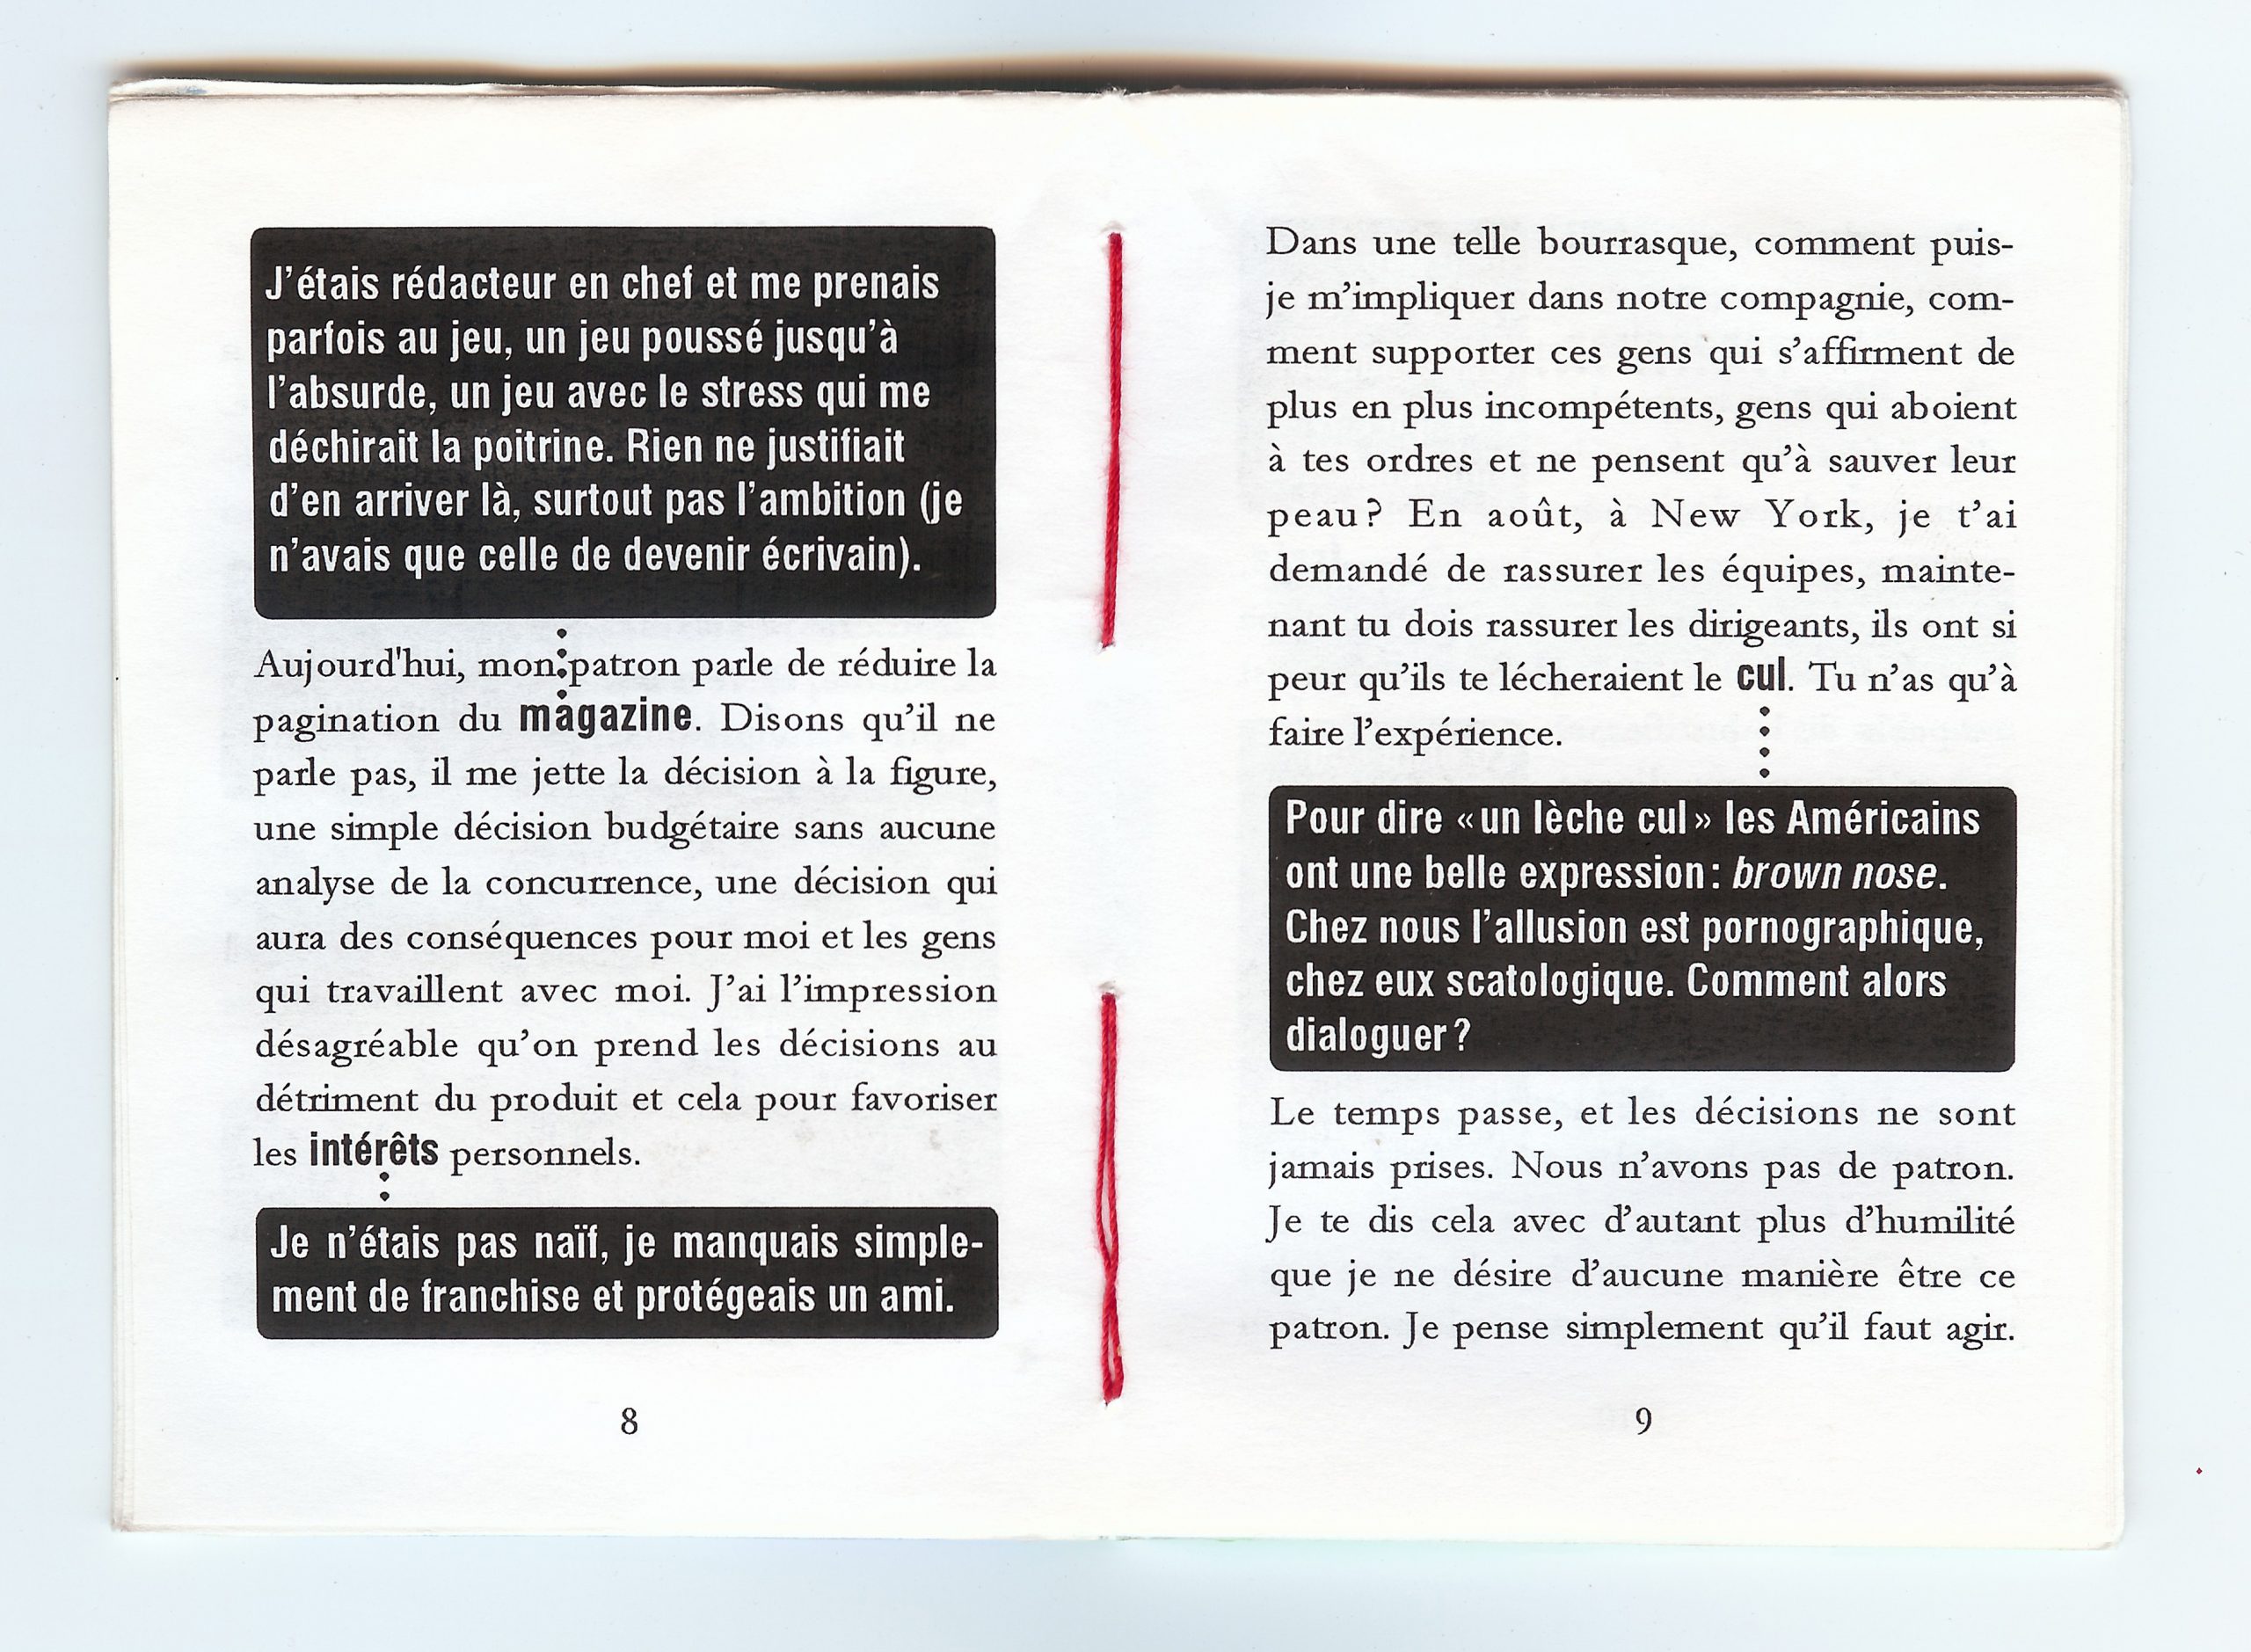 J’étais rédacteur en chef et me prenais
parfois au jeu, un jeu poussé jusqu’à
l’absurde, un jeu avec le stress qui me
déchirait la poitrine. Rien ne justifiait
d’en arriver là, surtout pas l’ambition (je
n’avais que celle de devenir écrivain).
Aujourd'hui, mon patron parle de réduire la
pagination du magazine. Disons qu’il ne
parle pas, il me jette la décision à la figure,
une simple décision budgétaire sans aucune
analyse de la concurrence, une décision qui
aura des conséquences pour moi et les gens
qui travaillent avec moi. J’ai l’impression
désagréable qu’on prend les décisions au
détriment du produit et cela pour favoriser
les intérêts personnels.
Je n’étais pas naïf, je manquais simple-
ment de franchise et protégeais un ami.
8
Dans une telle bourrasque, comment puis-
je m’impliquer dans notre compagnie, com-
ment supporter ces gens qui s’affirment de
plus en plus incompétents, gens qui aboient
à tes ordres et ne pensent qu’à sauver leur
peau ? En août, à New York, je t’ai
demandé de rassurer les équipes, mainte-
nant tu dois rassurer les dirigeants, ils ont si
peur qu’ils te lécheraient le cul. Tu n’as qu’à
faire l’expérience.
Pour dire « un lèche cul » les Américains
ont une belle expression : brown nose.
Chez nous l’allusion est pornographique,
chez eux scatologique. Comment alors
dialoguer ?
Le temps passe, et les décisions ne sont
jamais prises. Nous n’avons pas de patron.
Je te dis cela avec d’autant plus d’humilité
que je ne désire d’aucune manière être ce
patron. Je pense simplement qu’il faut agir.
9